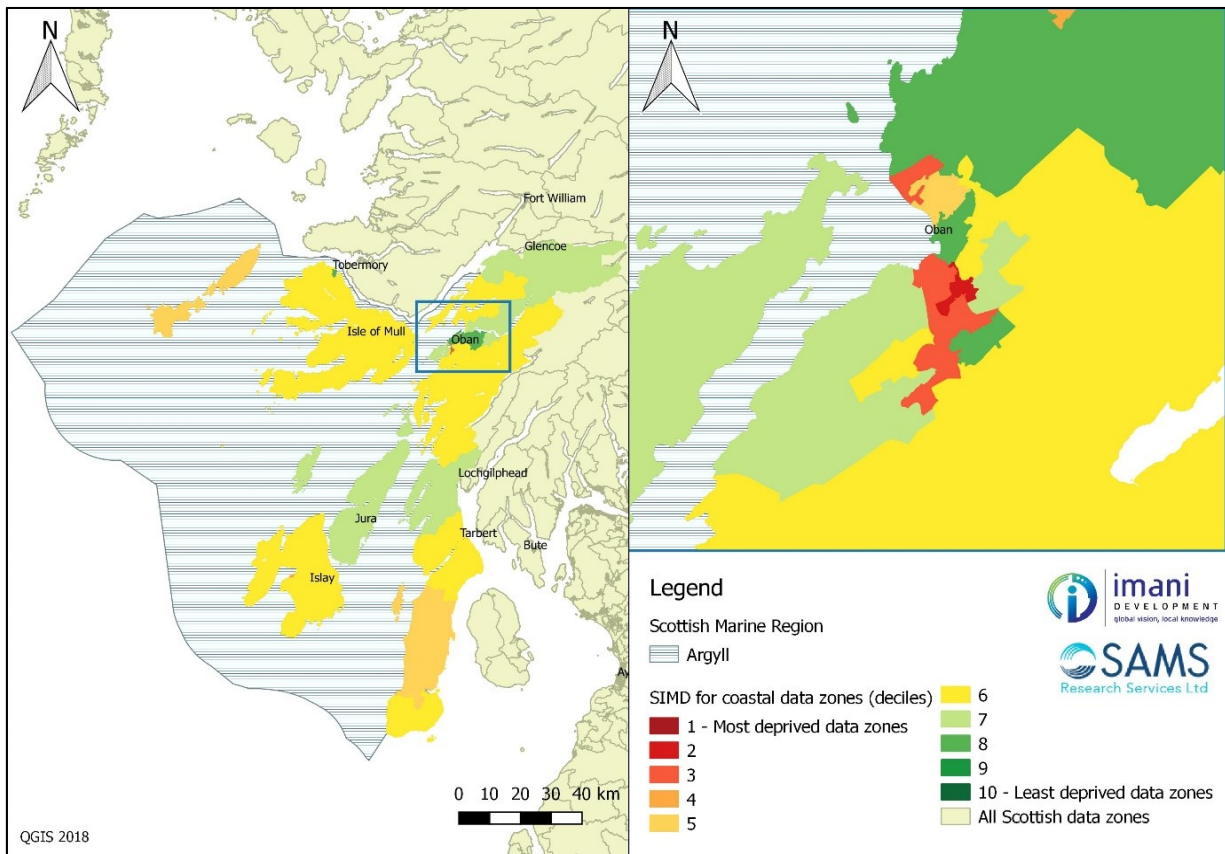 N
Fort William
Glencoe
Tobermory
Isle of Mull
Oban
Lochgilphead
Jura
Tarbert
Bute
Islay
0 10 20 30 40 km
QGIS 2018
N
Oban
Legend
Scottish Marine Region
Argyll
SIMD for coastal data zones (deciles)
1 - Most deprived data zones
2
3
4
5
6
7
8
9
10 - Least deprived data zones
All Scottish data zones
imani
DEVELOPMENT
global vision, local knowledge
SAMS
Research Services Ltd